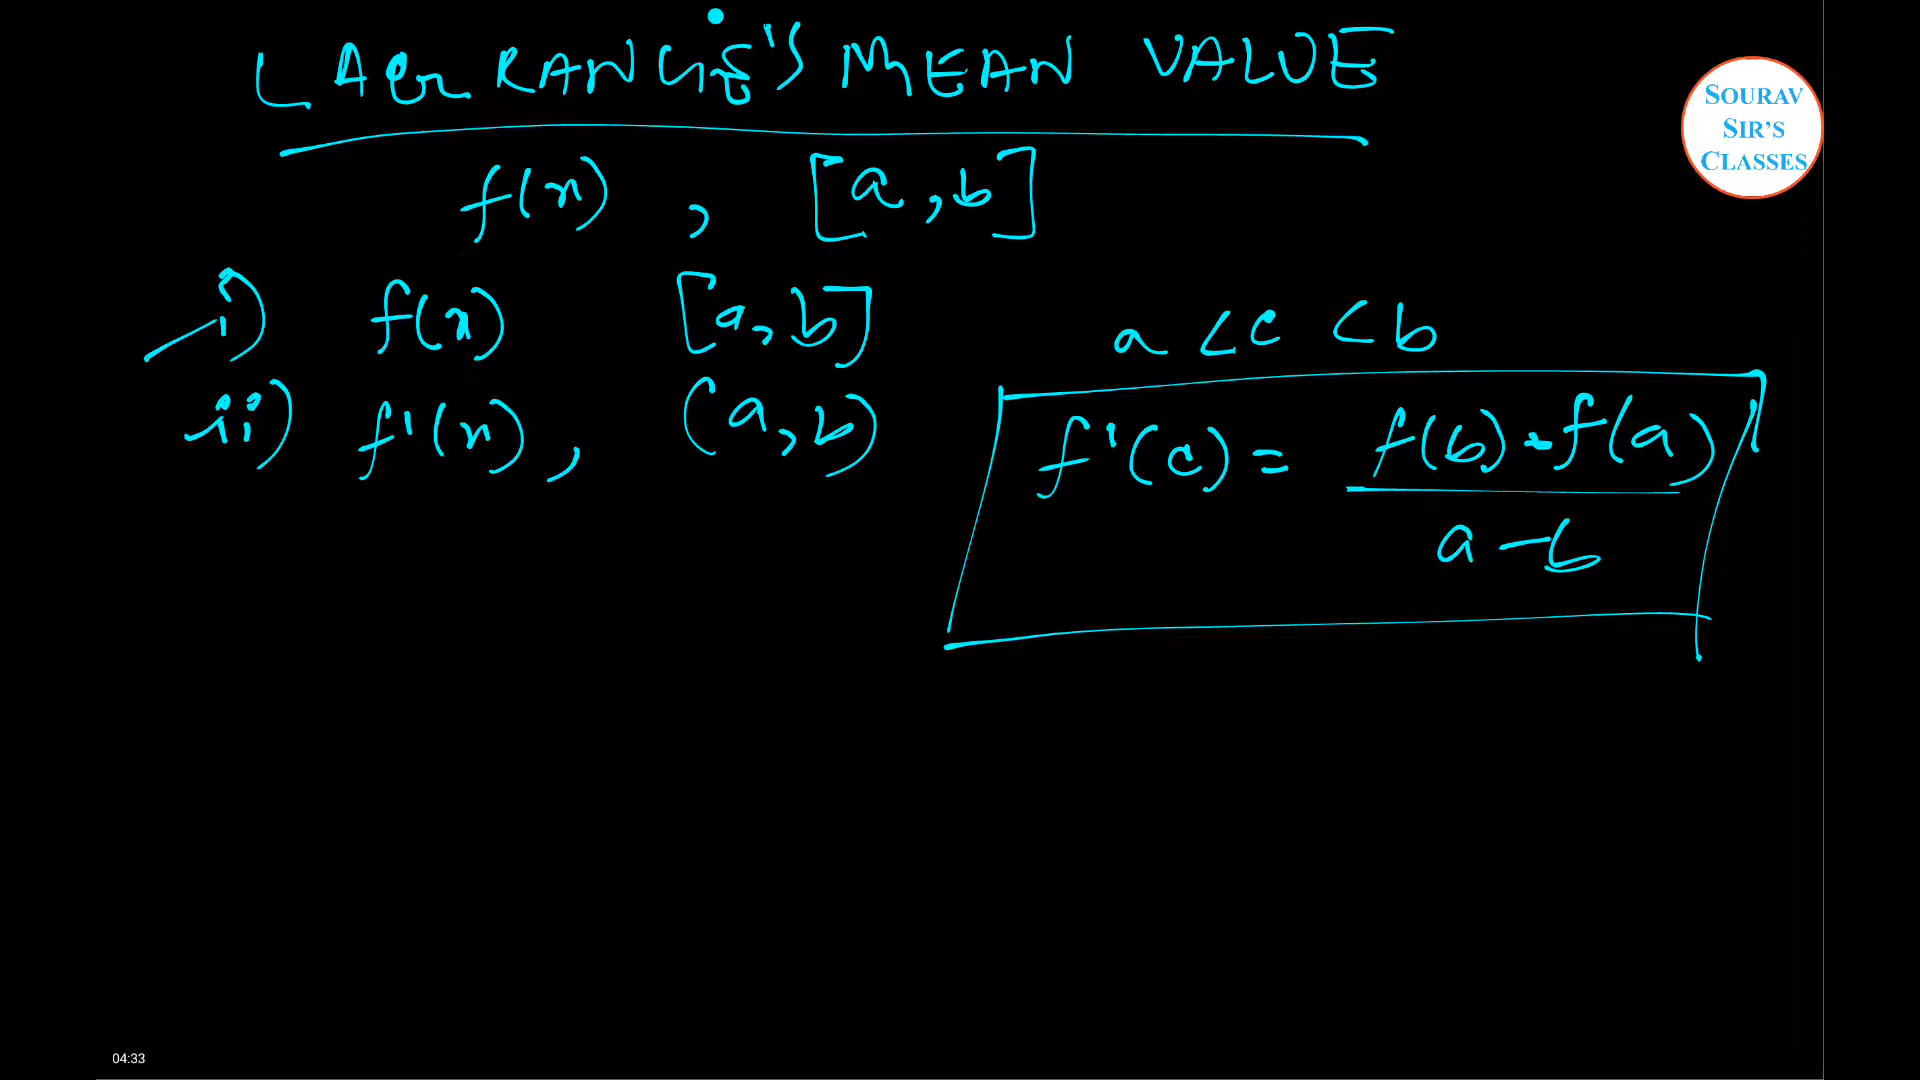 LAGRANGE'S MEAN VALUE
SOURAV
SIR'S
CLASSES
f(x) , [a, b]
i) f(x) [a, b]
a < c < b
ii) f'(x), (a, b)
f'(c) = f(b) - f(a)
a - b
04:33